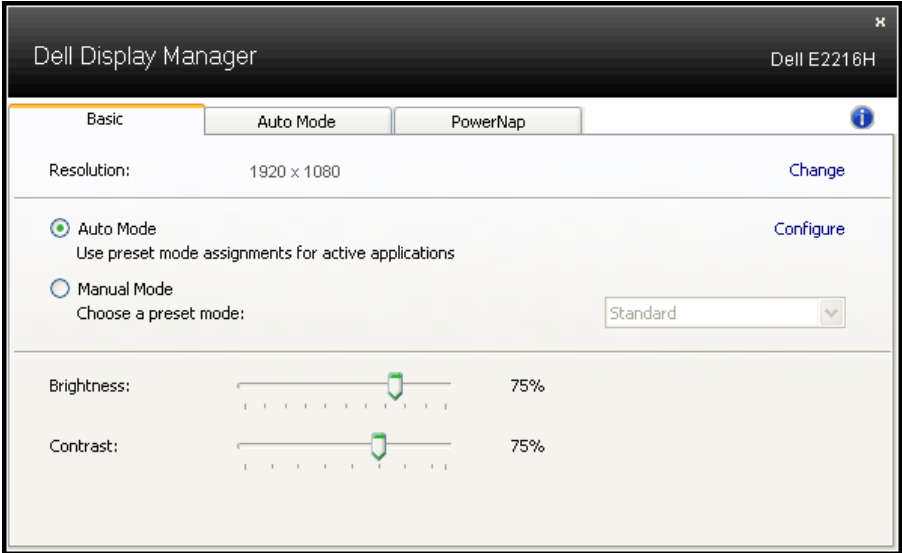 Dell Display Manager
Dell E2216H
Basic
Auto Mode
PowerNap
Resolution:
1920 x 1080
Change
Auto Mode
Configure
Use preset mode assignments for active applications
Manual Mode
Choose a preset mode:
Standard
Brightness:
75%
Contrast:
75%